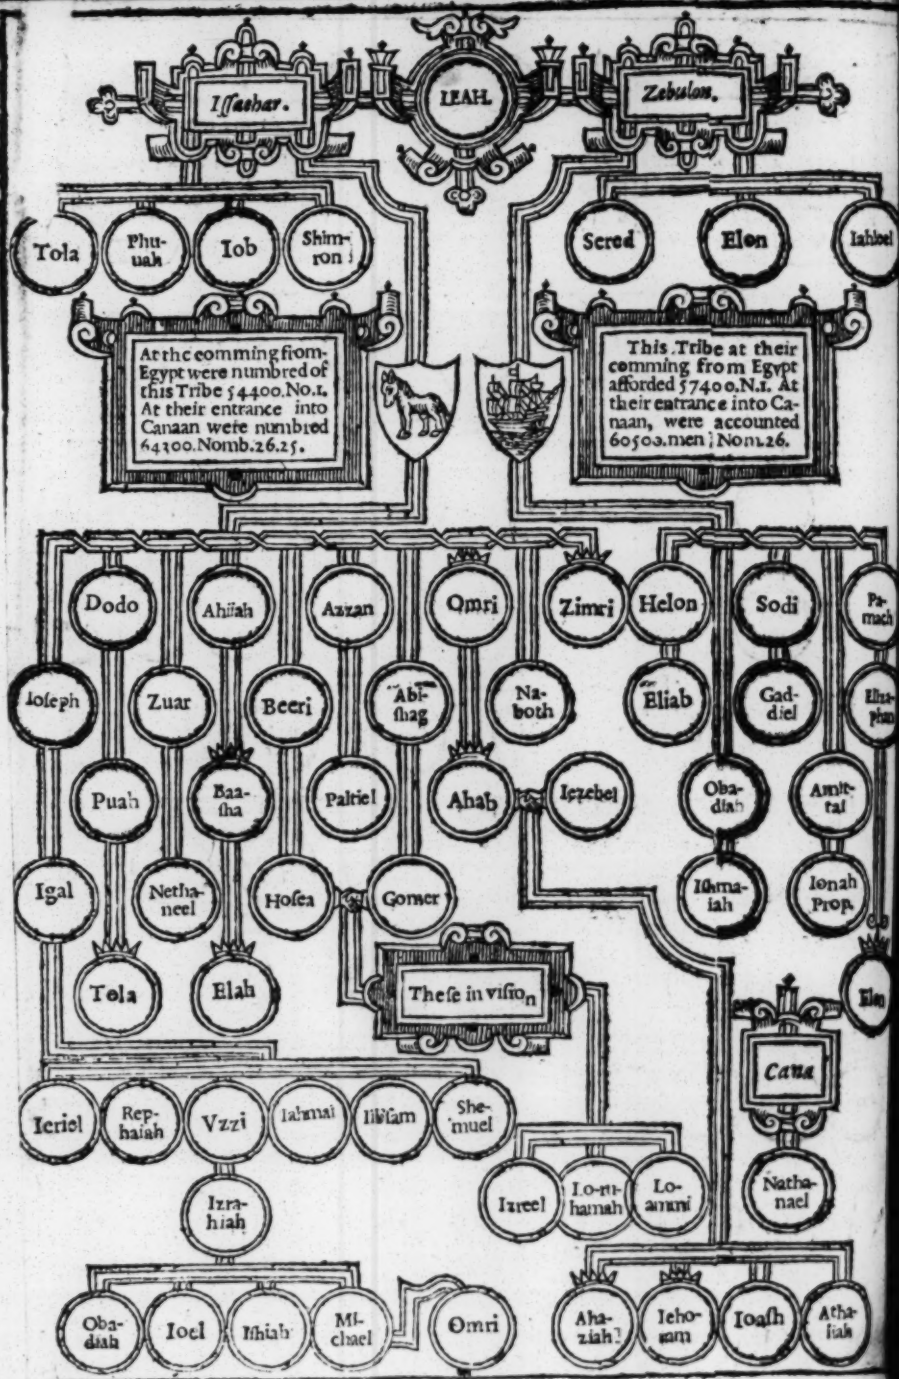 Iſſachar.
LEAH.
Zebulon.
Tola
Phu-
uah
Iob
Shim-
ron
Sered
Elon
Iahleel
At the comming from
Egypt were numbred of
this Tribe 54400. No. 1.
At their entrance into
Canaan were numbred
64300. Nomb. 26. 25.
This Tribe at their
comming from Egypt
afforded 57400. N. 1. At
their entrance into Ca-
naan, were accounted
60500. men Nom. 26.
Dodo
Ahiiah
Azzan
Omri
Zimri
Helon
Sodi
Pa-
rnach
Ioſeph
Zuar
Beeri
Abi-
ſhag
Na-
both
Eliab
Gad-
diel
Eliza-
phan
Puah
Baa-
ſha
Paltiel
Ahab
Iezebel
Oba-
diah
Amit-
tai
Igal
Netha-
neel
Hoſea
Gomer
Iſhma-
iah
Ionah
Prop.
Tola
Elah
Theſe in viſion
Elon
Cana
Ieriel
Rep-
haiah
Vzzi
Iahmai
Iibſam
She-
muel
Izreel
Lo-ru-
hamah
Lo-
ammi
Natha-
nael
Izra-
hiah
Oba-
diah
Ioel
Iſhiah
Mi-
chael
Omri
Aha-
ziah
Ieho-
ram
Ioaſh
Atha-
liah